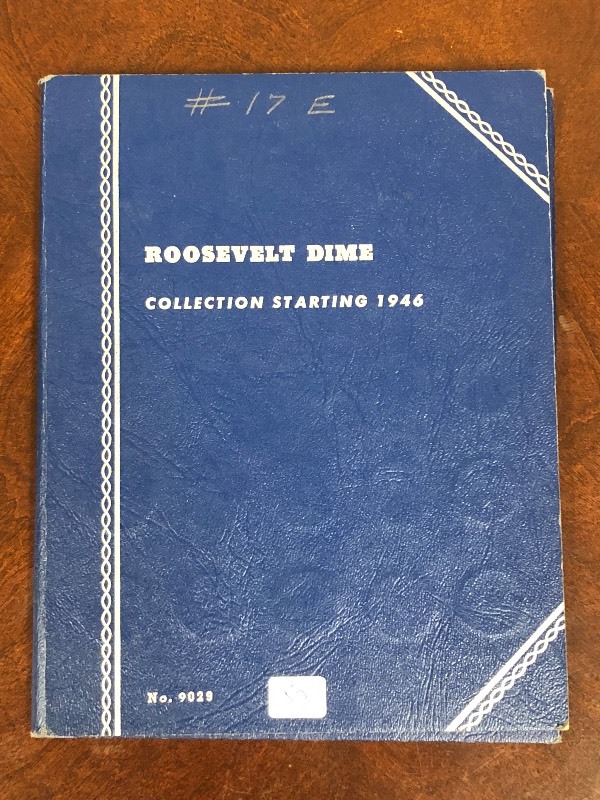 # 17 E
ROOSEVELT DIME
COLLECTION STARTING 1946
No. 9029